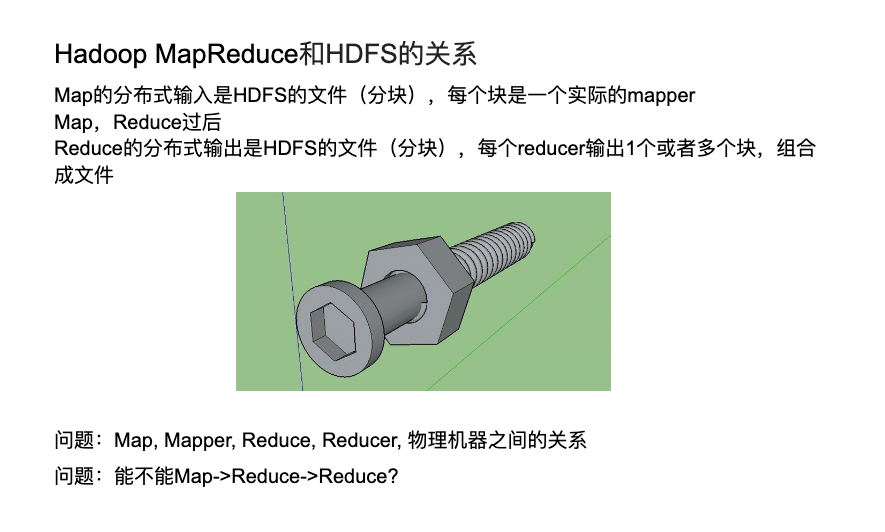 Hadoop MapReduce和HDFS的关系
Map的分布式输入是HDFS的文件（分块），每个块是一个实际的mapper
Map，Reduce过后
Reduce的分布式输出是HDFS的文件（分块），每个reducer输出1个或者多个块，组合
成文件
问题：Map, Mapper, Reduce, Reducer, 物理机器之间的关系
问题：能不能Map->Reduce->Reduce?